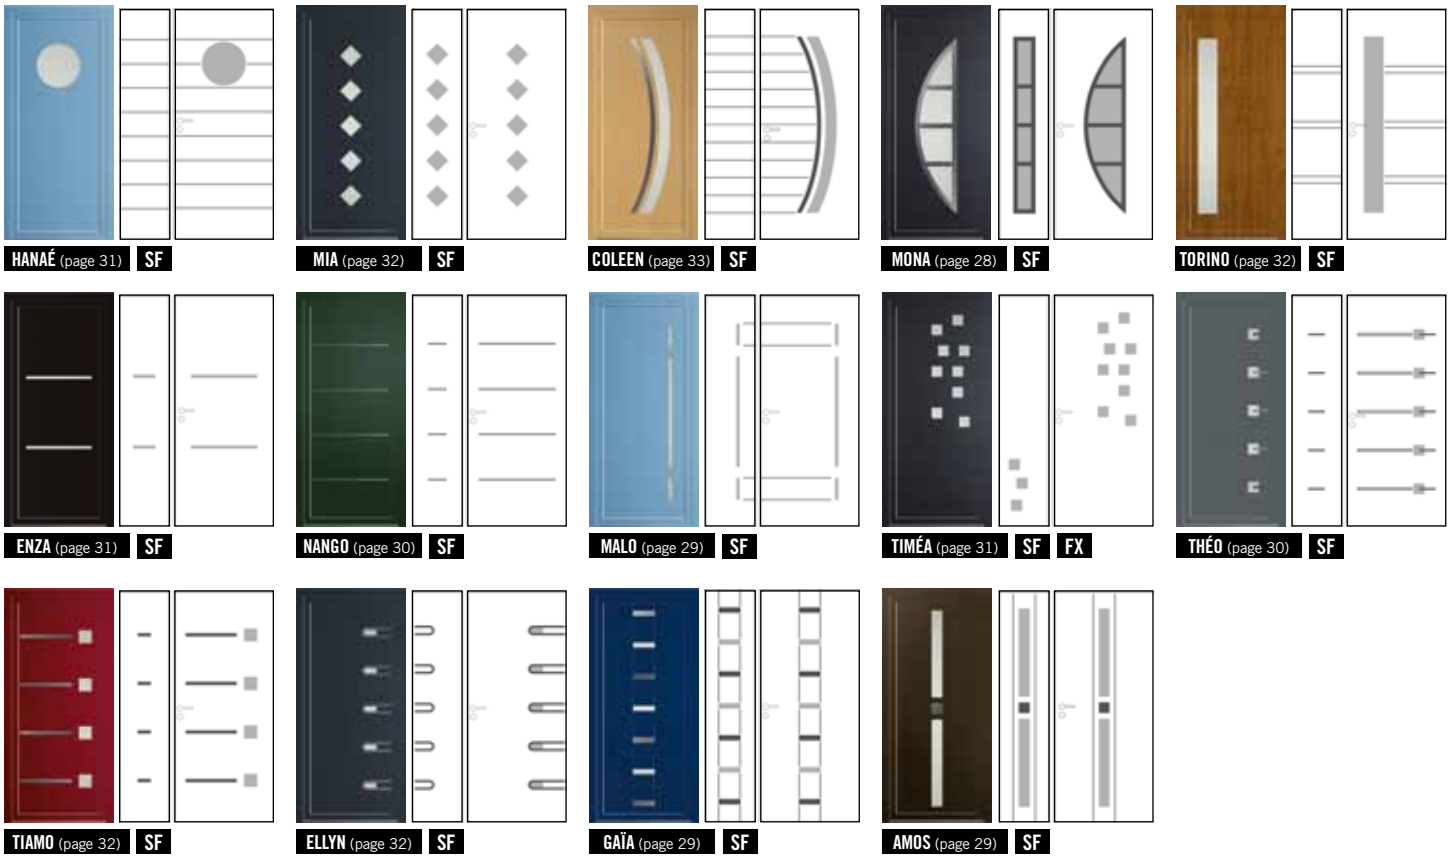 HANAÉ (page 31) SF
MIA (page 32) SF
COLEEN (page 33) SF
MONA (page 28) SF
TORINO (page 32) SF
ENZA (page 31) SF
NANGO (page 30) SF
MALO (page 29) SF
TIMÉA (page 31) SF FX
THÉO (page 30) SF
TIAMO (page 32) SF
ELLYN (page 32) SF
GAÏA (page 29) SF
AMOS (page 29) SF